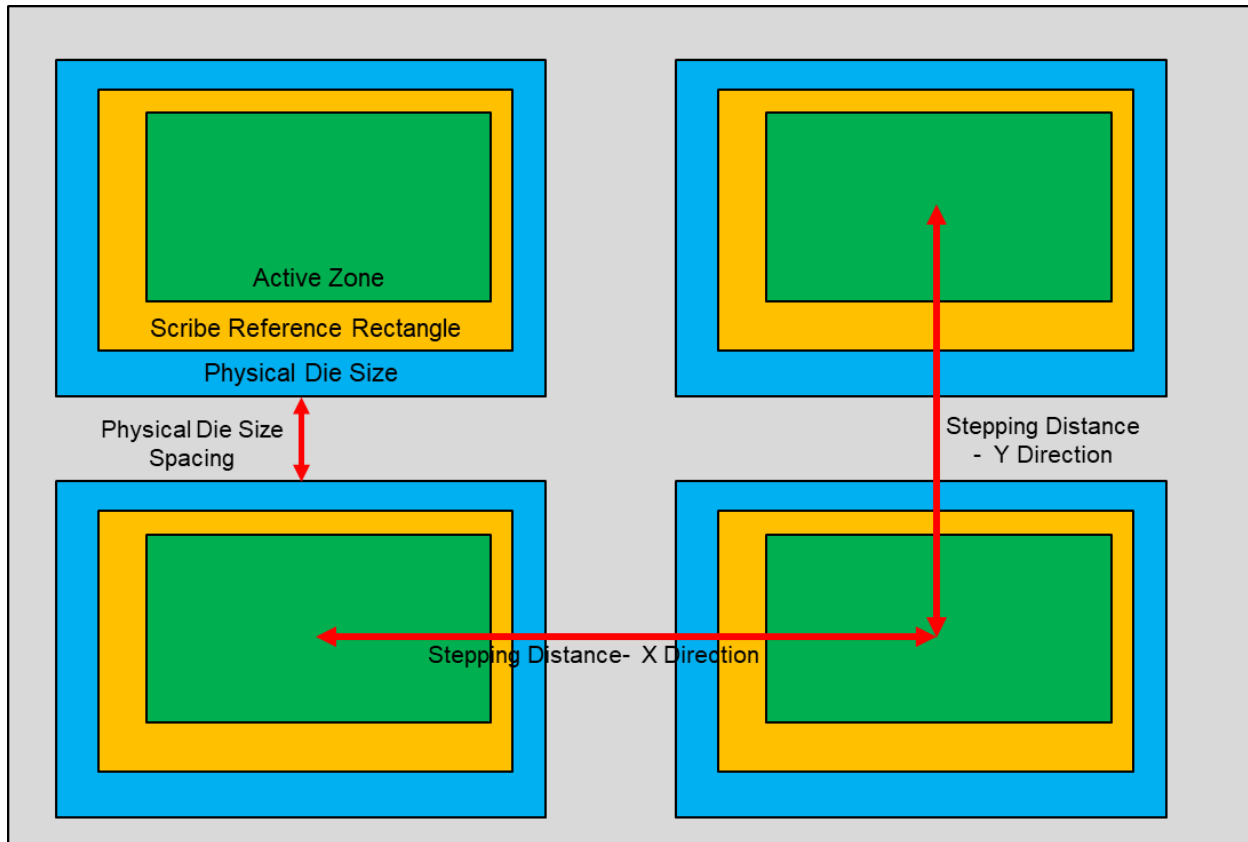 Active Zone
Scribe Reference Rectangle
Physical Die Size
Physical Die Size
Spacing
Stepping Distance
- Y Direction
Stepping Distance- X Direction